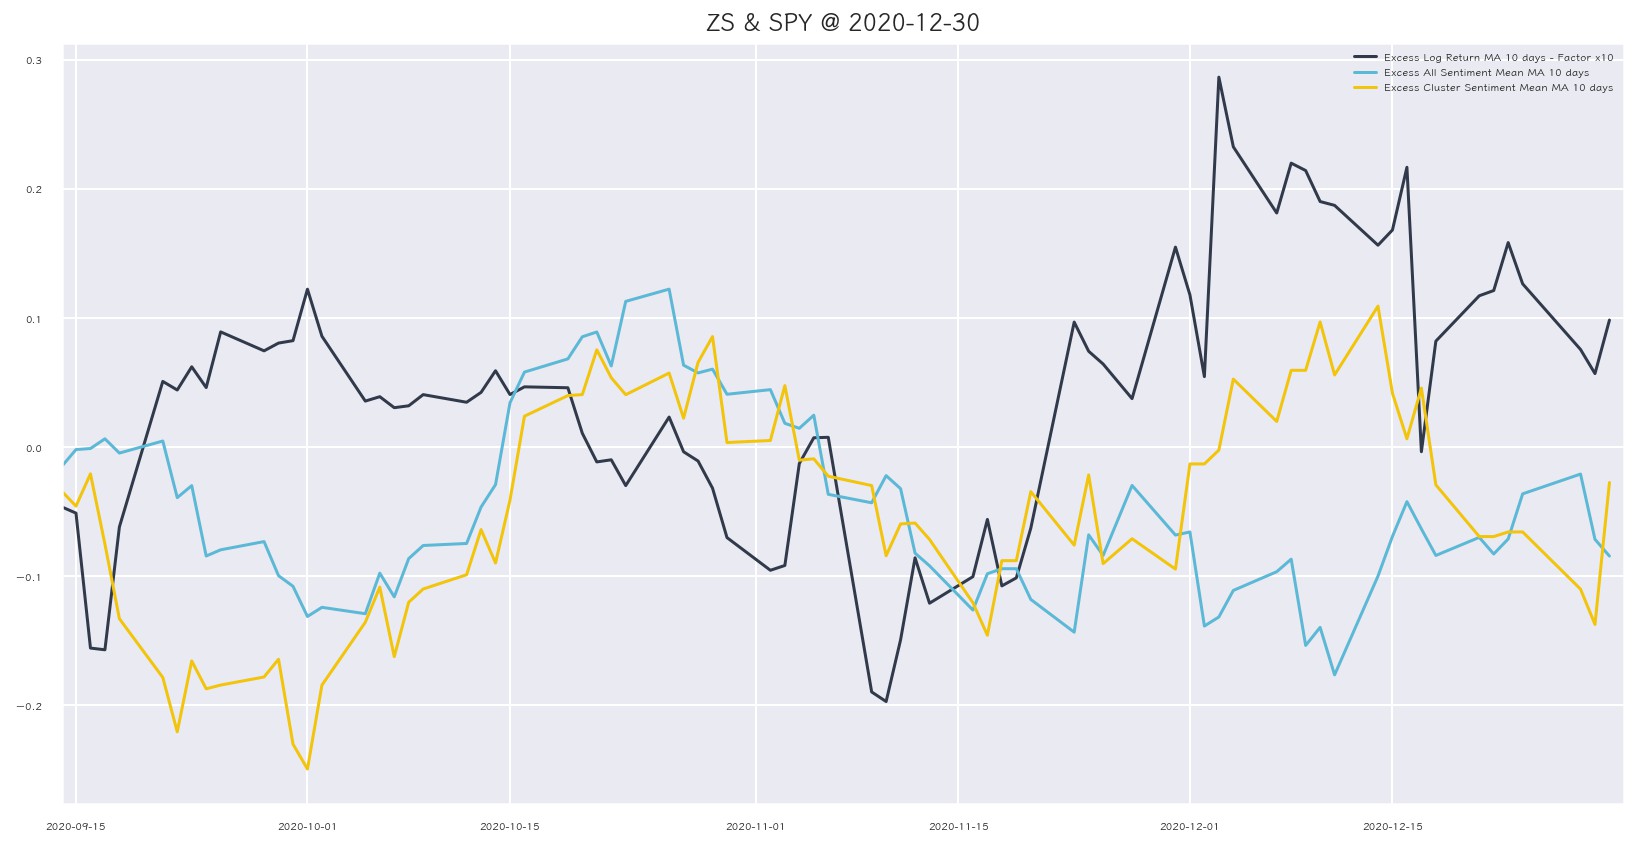 ZS & SPY @ 2020-12-30
Excess Log Return MA 10 days - Factor x10
Excess All Sentiment Mean MA 10 days
Excess Cluster Sentiment Mean MA 10 days
0.3
0.2
0.1
0.0
−0.1
−0.2
2020-09-15 2020-10-01 2020-10-15 2020-11-01 2020-11-15 2020-12-01 2020-12-15